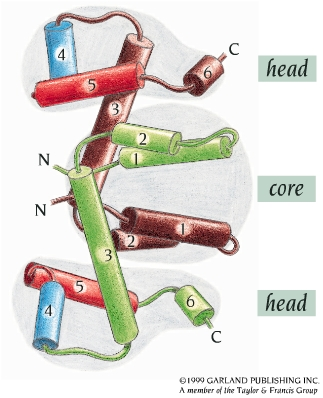 4
5
3
6
C
head
2
1
N
core
N
3
1
2
5
4
6
C
head
©1999 GARLAND PUBLISHING INC.
A member of the Taylor & Francis Group